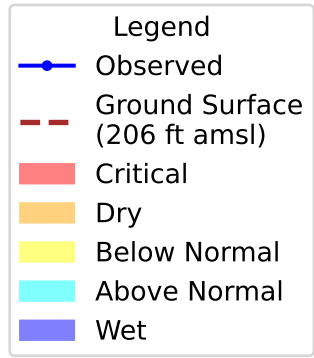 Legend
Observed
Ground Surface
(206 ft amsl)
Critical
Dry
Below Normal
Above Normal
Wet